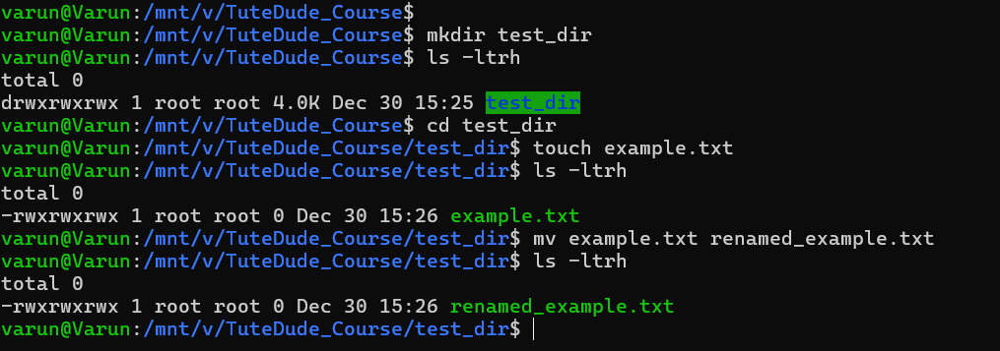 varun@Varun:/mnt/v/TuteDude_Course$
varun@Varun:/mnt/v/TuteDude_Course$ mkdir test_dir
varun@Varun:/mnt/v/TuteDude_Course$ ls -ltrh
total 0
drwxrwxrwx 1 root root 4.0K Dec 30 15:25 test_dir
varun@Varun:/mnt/v/TuteDude_Course$ cd test_dir
varun@Varun:/mnt/v/TuteDude_Course/test_dir$ touch example.txt
varun@Varun:/mnt/v/TuteDude_Course/test_dir$ ls -ltrh
total 0
-rwxrwxrwx 1 root root 0 Dec 30 15:26 example.txt
varun@Varun:/mnt/v/TuteDude_Course/test_dir$ mv example.txt renamed_example.txt
varun@Varun:/mnt/v/TuteDude_Course/test_dir$ ls -ltrh
total 0
-rwxrwxrwx 1 root root 0 Dec 30 15:26 renamed_example.txt
varun@Varun:/mnt/v/TuteDude_Course/test_dir$